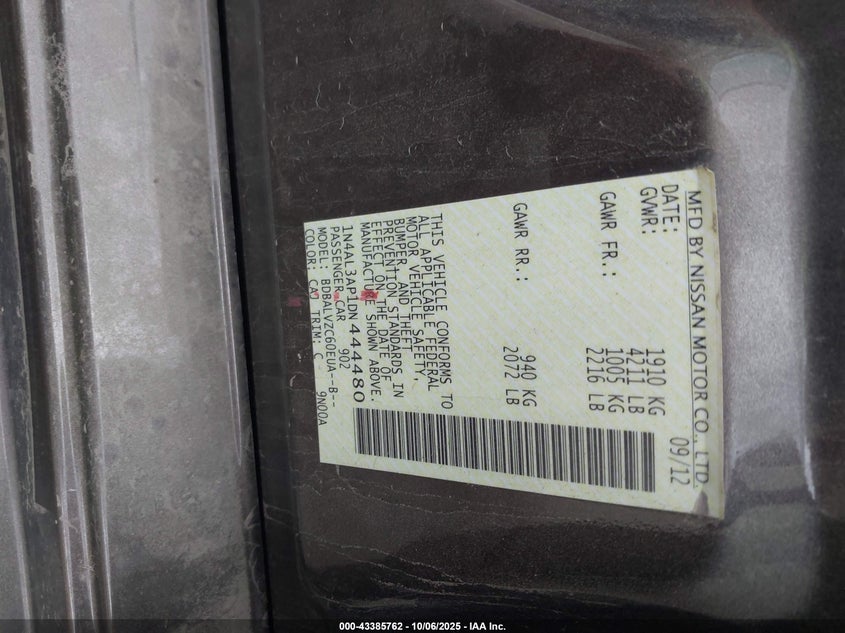 MFD BY NISSAN MOTOR CO., LTD.
DATE: 09/12
GVWR: 1910 KG
4211 LB
GAWR FR.: 1005 KG
2216 LB
GAWR RR.: 940 KG
2072 LB
THIS VEHICLE CONFORMS TO
ALL APPLICABLE FEDERAL
MOTOR VEHICLE SAFETY,
BUMPER, AND THEFT
PREVENTION STANDARDS IN
EFFECT ON THE DATE OF
MANUFACTURE SHOWN ABOVE.
1N4AL3AP1DN444480
PASSENGER CAR 902
MODEL: BDBALVZC60EUA--B--
COLOR: CAJ TRIM: C 9N00A
000-43385762 - 10/06/2025 - IAA Inc.